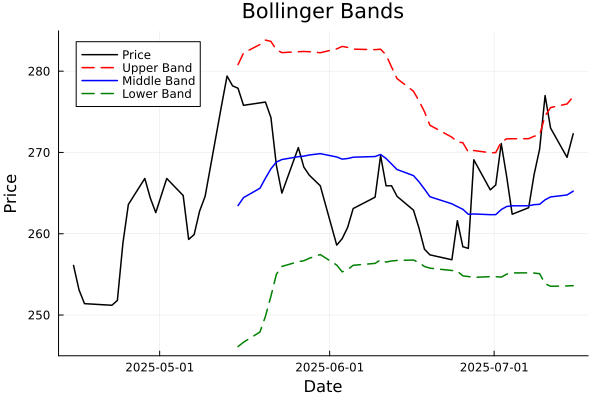 Bollinger Bands
Price
Upper Band
Middle Band
Lower Band
280
270
260
250
Price
2025-05-01
2025-06-01
2025-07-01
Date